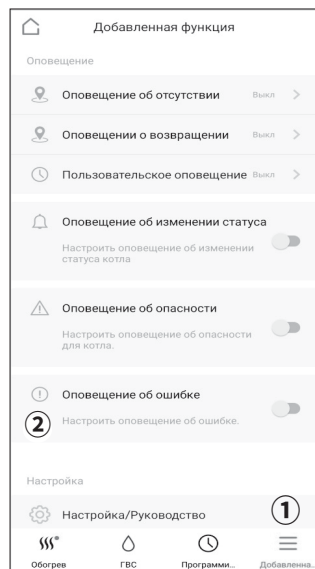 Добавленная функция
Оповещение
Оповещение об отсутствии Выкл
Оповещении о возвращении Выкл
Пользовательское оповещение Выкл
Оповещение об изменении статуса
Настроить оповещение об изменении
статуса котла
Оповещение об опасности
Настроить оповещение об опасности
для котла.
Оповещение об ошибке
2 Настроить оповещение об ошибке.
Настройка
Настройка/Руководство 1
Обогрев ГВС Программи... Добавленна...